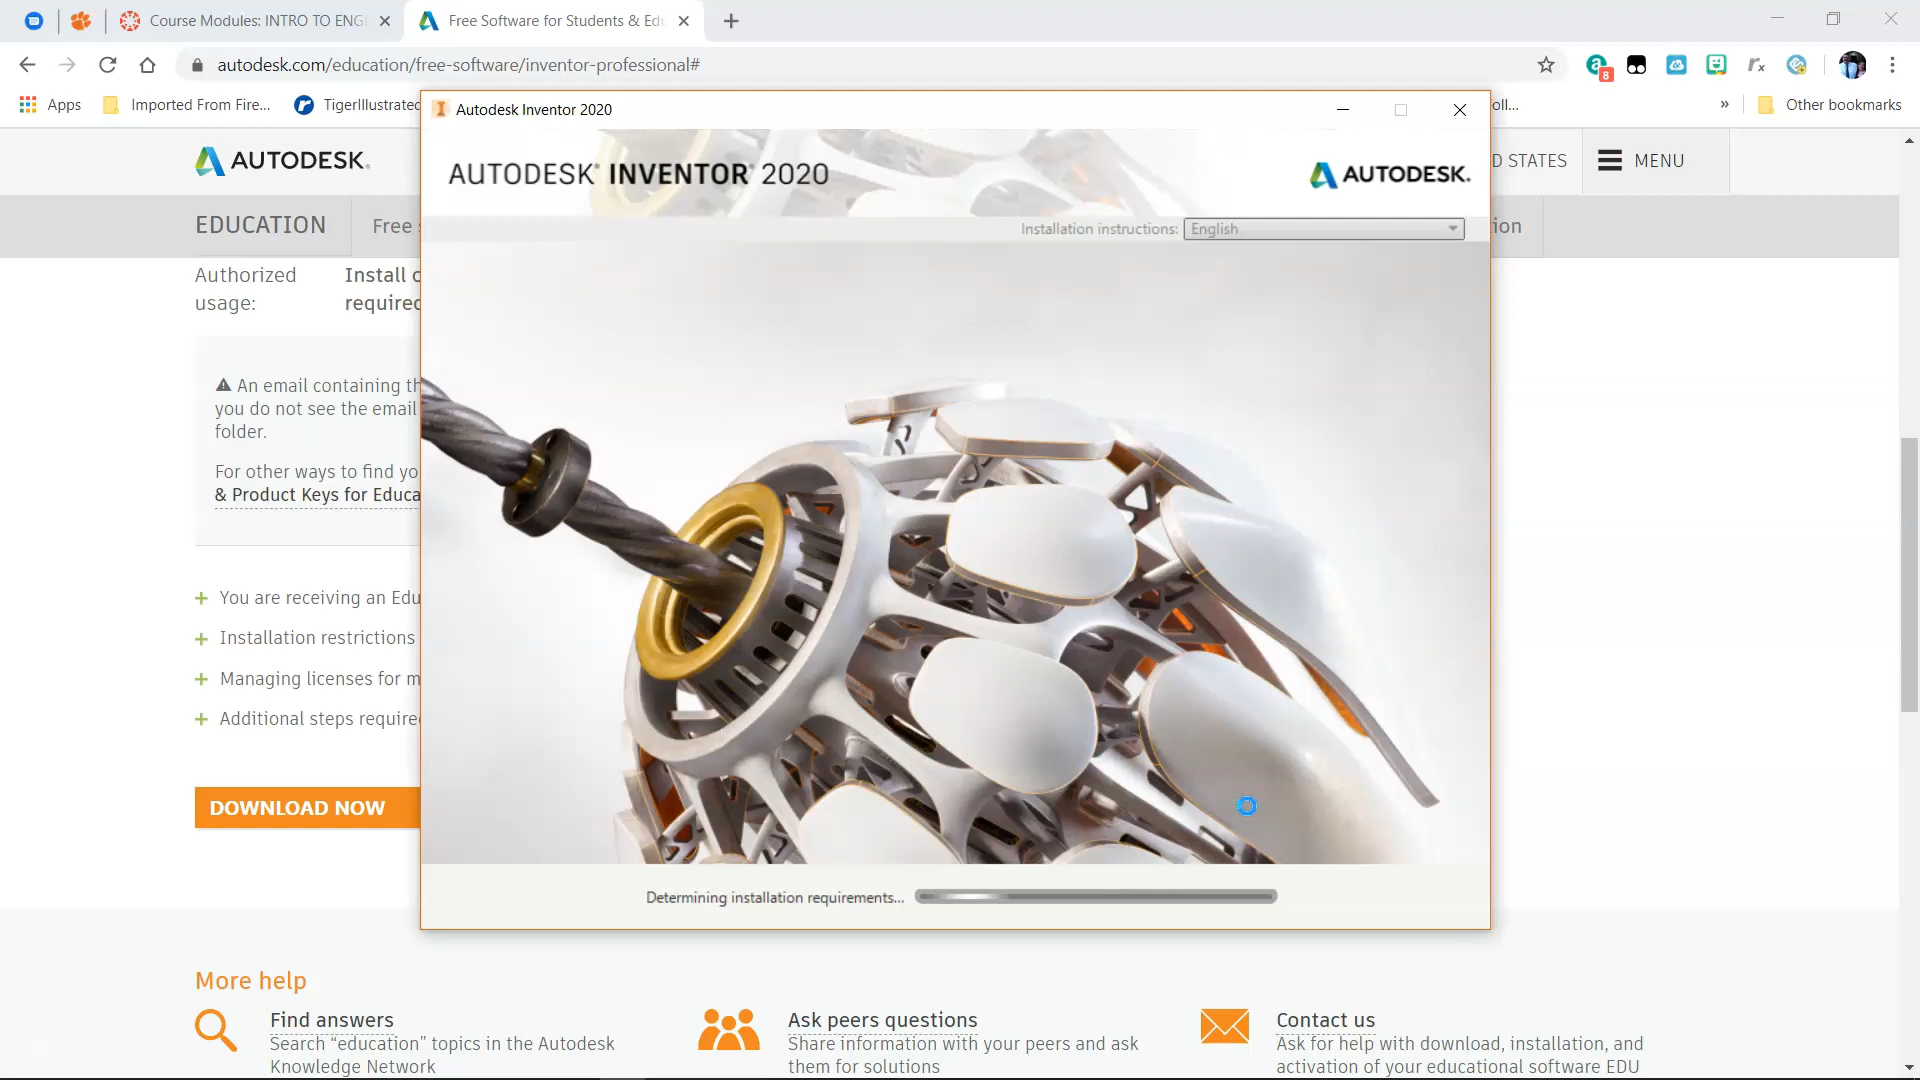 Course Modules: INTRO TO ENG
Free Software for Students & Edu
autodesk.com/education/free-software/inventor-professional#
8
Apps
Imported From Fire...
TigerIllustrated
oll...
»
Other bookmarks
Autodesk Inventor 2020
AUTODESK.
AUTODESK® INVENTOR® 2020
AUTODESK.
D STATES
MENU
EDUCATION
Free
ion
Installation instructions:
English
Authorized
usage:
Install
required
An email containing th
you do not see the email
folder.
For other ways to find yo
& Product Keys for Educa
+ You are receiving an Edu
+ Installation restrictions
+ Managing licenses for m
+ Additional steps require
DOWNLOAD NOW
Determining installation requirements...
More help
Find answers
Search “education” topics in the Autodesk
Knowledge Network
Ask peers questions
Share information with your peers and ask
them for solutions
Contact us
Ask for help with download, installation, and
activation of your educational software EDU